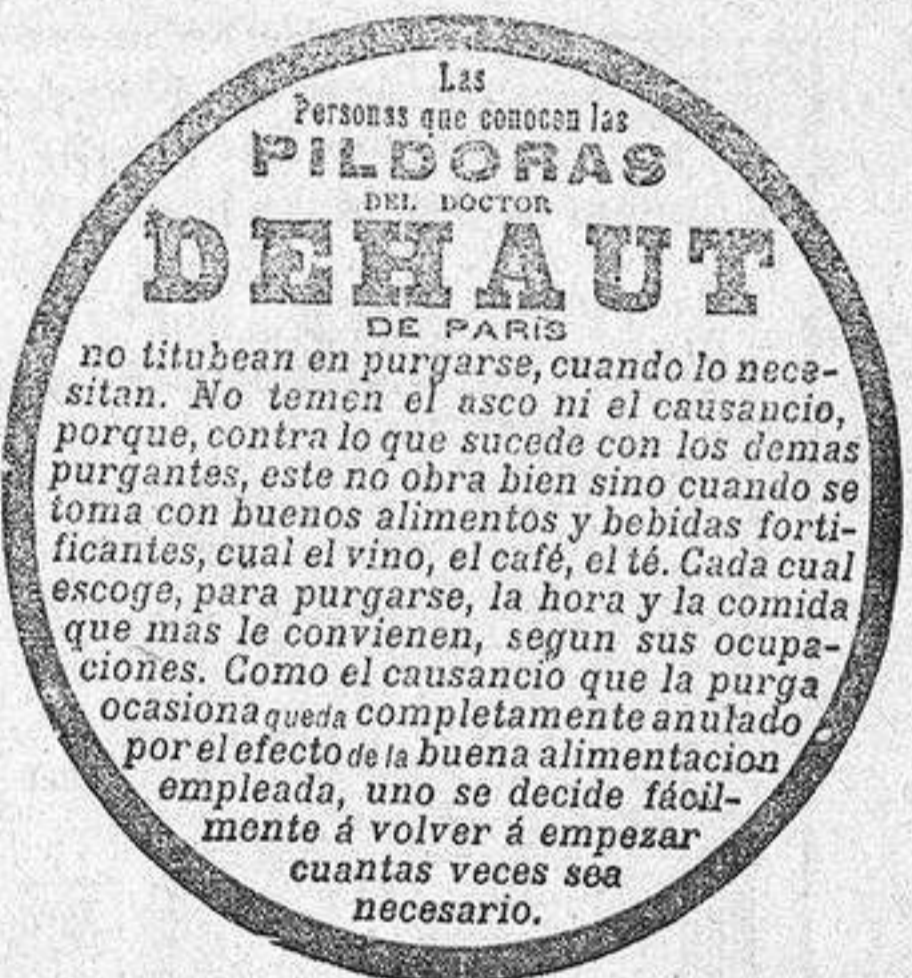 Las
Personas que conocen las
PILDORAS
DEL DOCTOR
DEHAUT
DE PARIS
no titubean en purgarse, cuando lo nece-
sitan. No temen el asco ni el causancio,
porque, contra lo que sucede con los demas
purgantes, este no obra bien sino cuando se
toma con buenos alimentos y bebidas forti-
ficantes, cual el vino, el café, el té. Cada cual
escoge, para purgarse, la hora y la comida
que mas le convienen, segun sus ocupa-
ciones. Como el causancio que la purga
ocasiona queda completamente anulado
por el efecto de la buena alimentacion
empleada, uno se decide fácil-
mente á volver á empezar
cuantas veces sea
necesario.